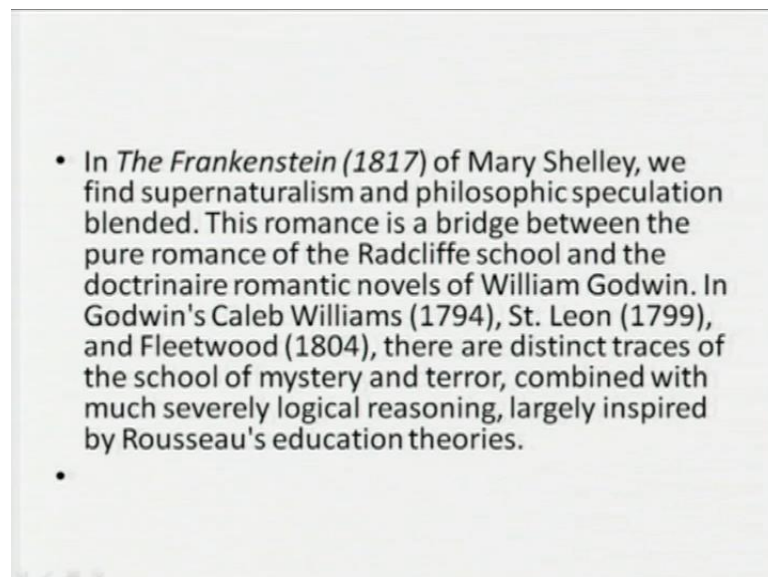 • In The Frankenstein (1817) of Mary Shelley, we
find supernaturalism and philosophic speculation
blended. This romance is a bridge between the
pure romance of the Radcliffe school and the
doctrinaire romantic novels of William Godwin. In
Godwin's Caleb Williams (1794), St. Leon (1799),
and Fleetwood (1804), there are distinct traces of
the school of mystery and terror, combined with
much severely logical reasoning, largely inspired
by Rousseau's education theories.
•